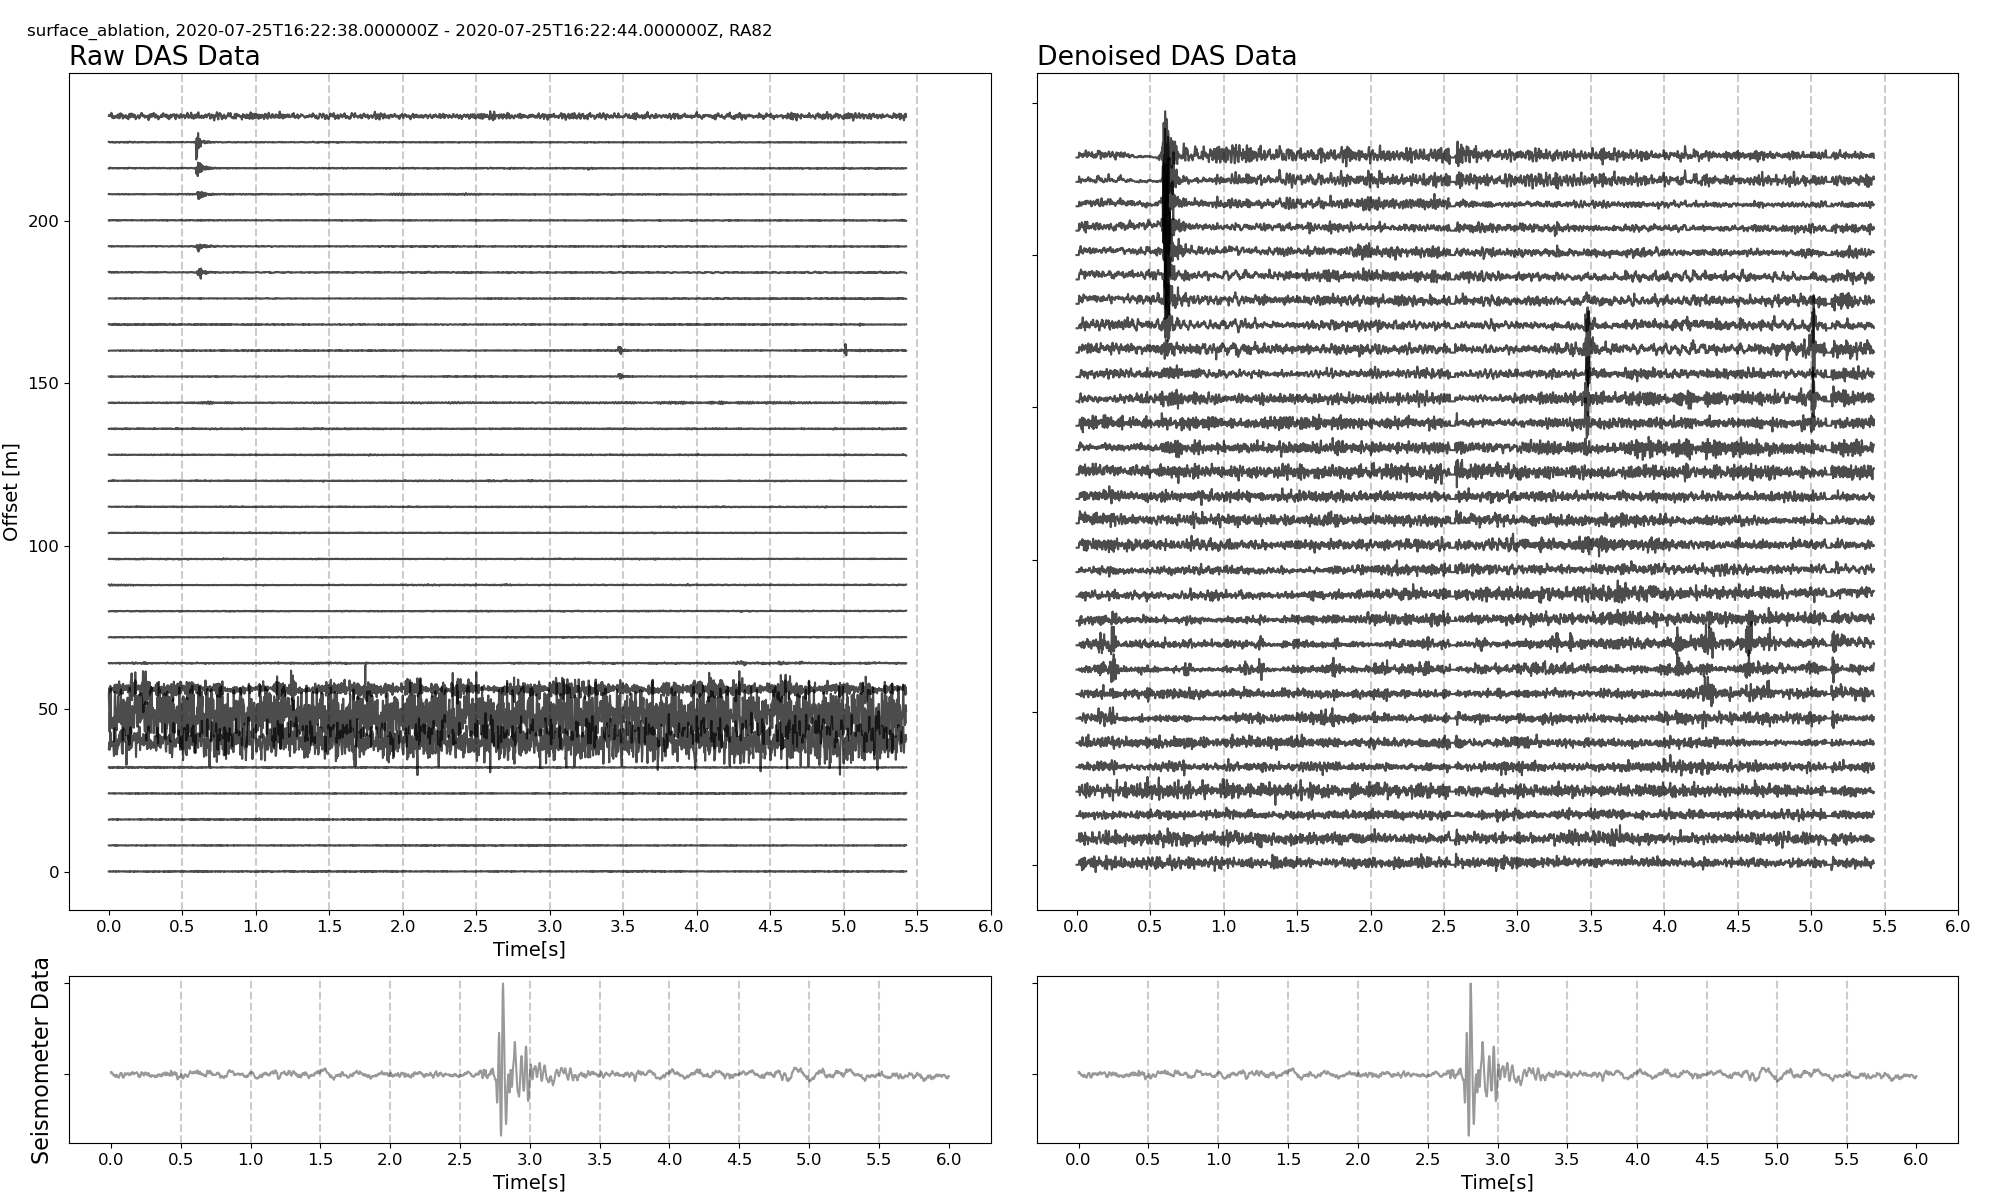 surface_ablation, 2020-07-25T16:22:38.000000Z - 2020-07-25T16:22:44.000000Z, RA82
Raw DAS Data
Denoised DAS Data
Offset [m]
200
150
100
50
0
0.0 0.5 1.0 1.5 2.0 2.5 3.0 3.5 4.0 4.5 5.0 5.5 6.0
Time[s]
0.0 0.5 1.0 1.5 2.0 2.5 3.0 3.5 4.0 4.5 5.0 5.5 6.0
Seismometer Data
0.0 0.5 1.0 1.5 2.0 2.5 3.0 3.5 4.0 4.5 5.0 5.5 6.0
Time[s]
0.0 0.5 1.0 1.5 2.0 2.5 3.0 3.5 4.0 4.5 5.0 5.5 6.0
Time[s]